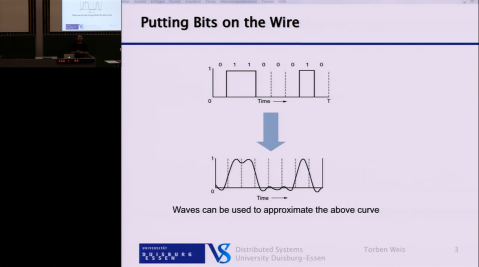 Putting Bits on the Wire
0 1 1 0 0 0 1 0
1
0
Time
T
1
0
Time
Waves can be used to approximate the above curve
UNIVERSITÄT
DUISBURG
ESSEN
VS
Distributed Systems
University Duisburg-Essen
Torben Weis
3